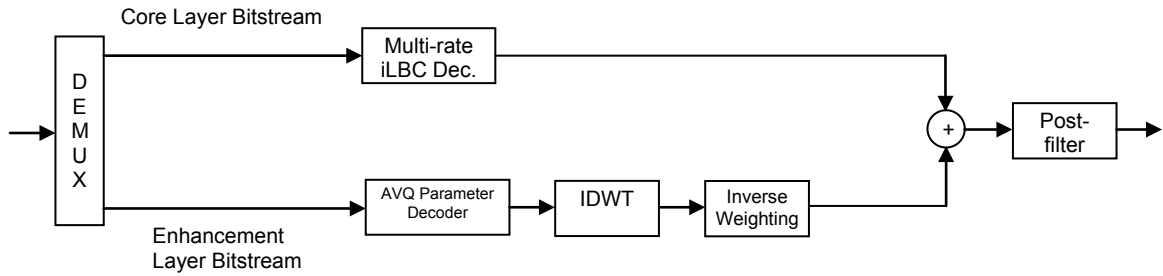 Core Layer Bitstream
D
E
M
U
X
Multi-rate
iLBC Dec.
+
Post-
filter
AVQ Parameter
Decoder
IDWT
Inverse
Weighting
Enhancement
Layer Bitstream